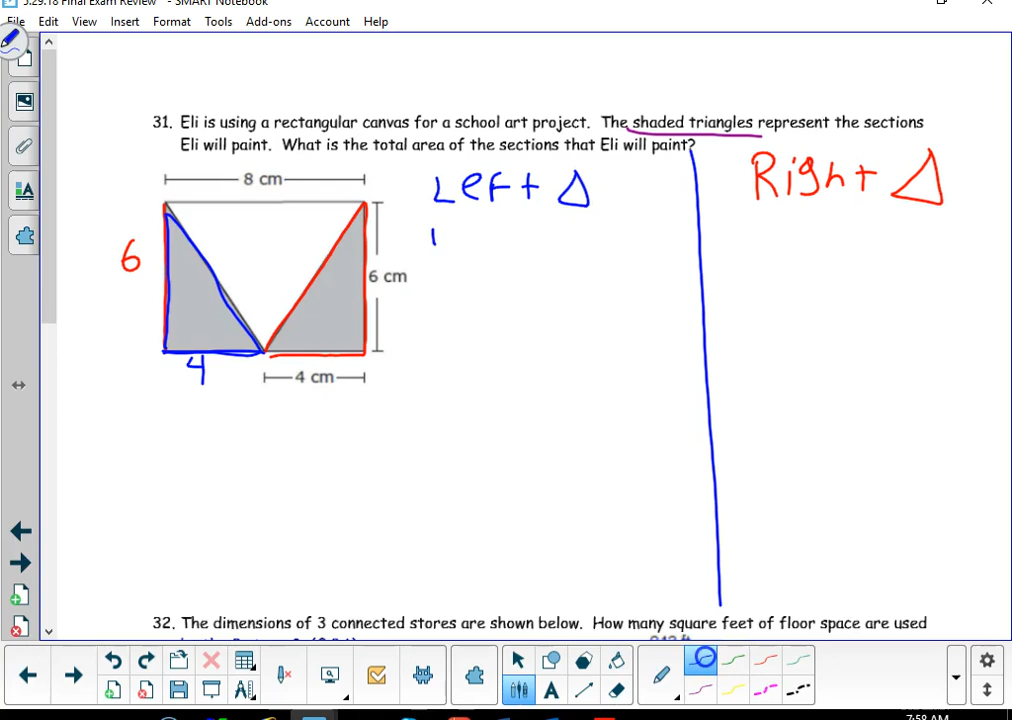 5.29.18 Final Exam Review - SMART Notebook
File Edit View Insert Format Tools Add-ons Account Help
31. Eli is using a rectangular canvas for a school art project. The shaded triangles represent the sections
Eli will paint. What is the total area of the sections that Eli will paint?
8 cm
Left Δ
Right Δ
6
6 cm
4
4 cm
32. The dimensions of 3 connected stores are shown below. How many square feet of floor space are used
7:59 AM